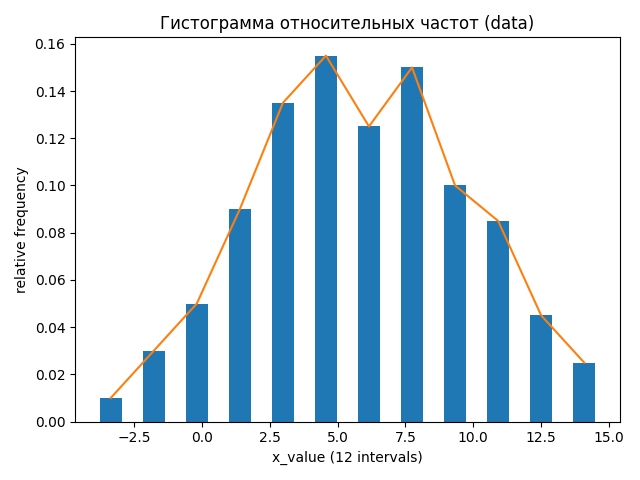 Гистограмма относительных частот (data)
relative frequency
0.16
0.14
0.12
0.10
0.08
0.06
0.04
0.02
0.00
−2.5 0.0 2.5 5.0 7.5 10.0 12.5 15.0
x_value (12 intervals)